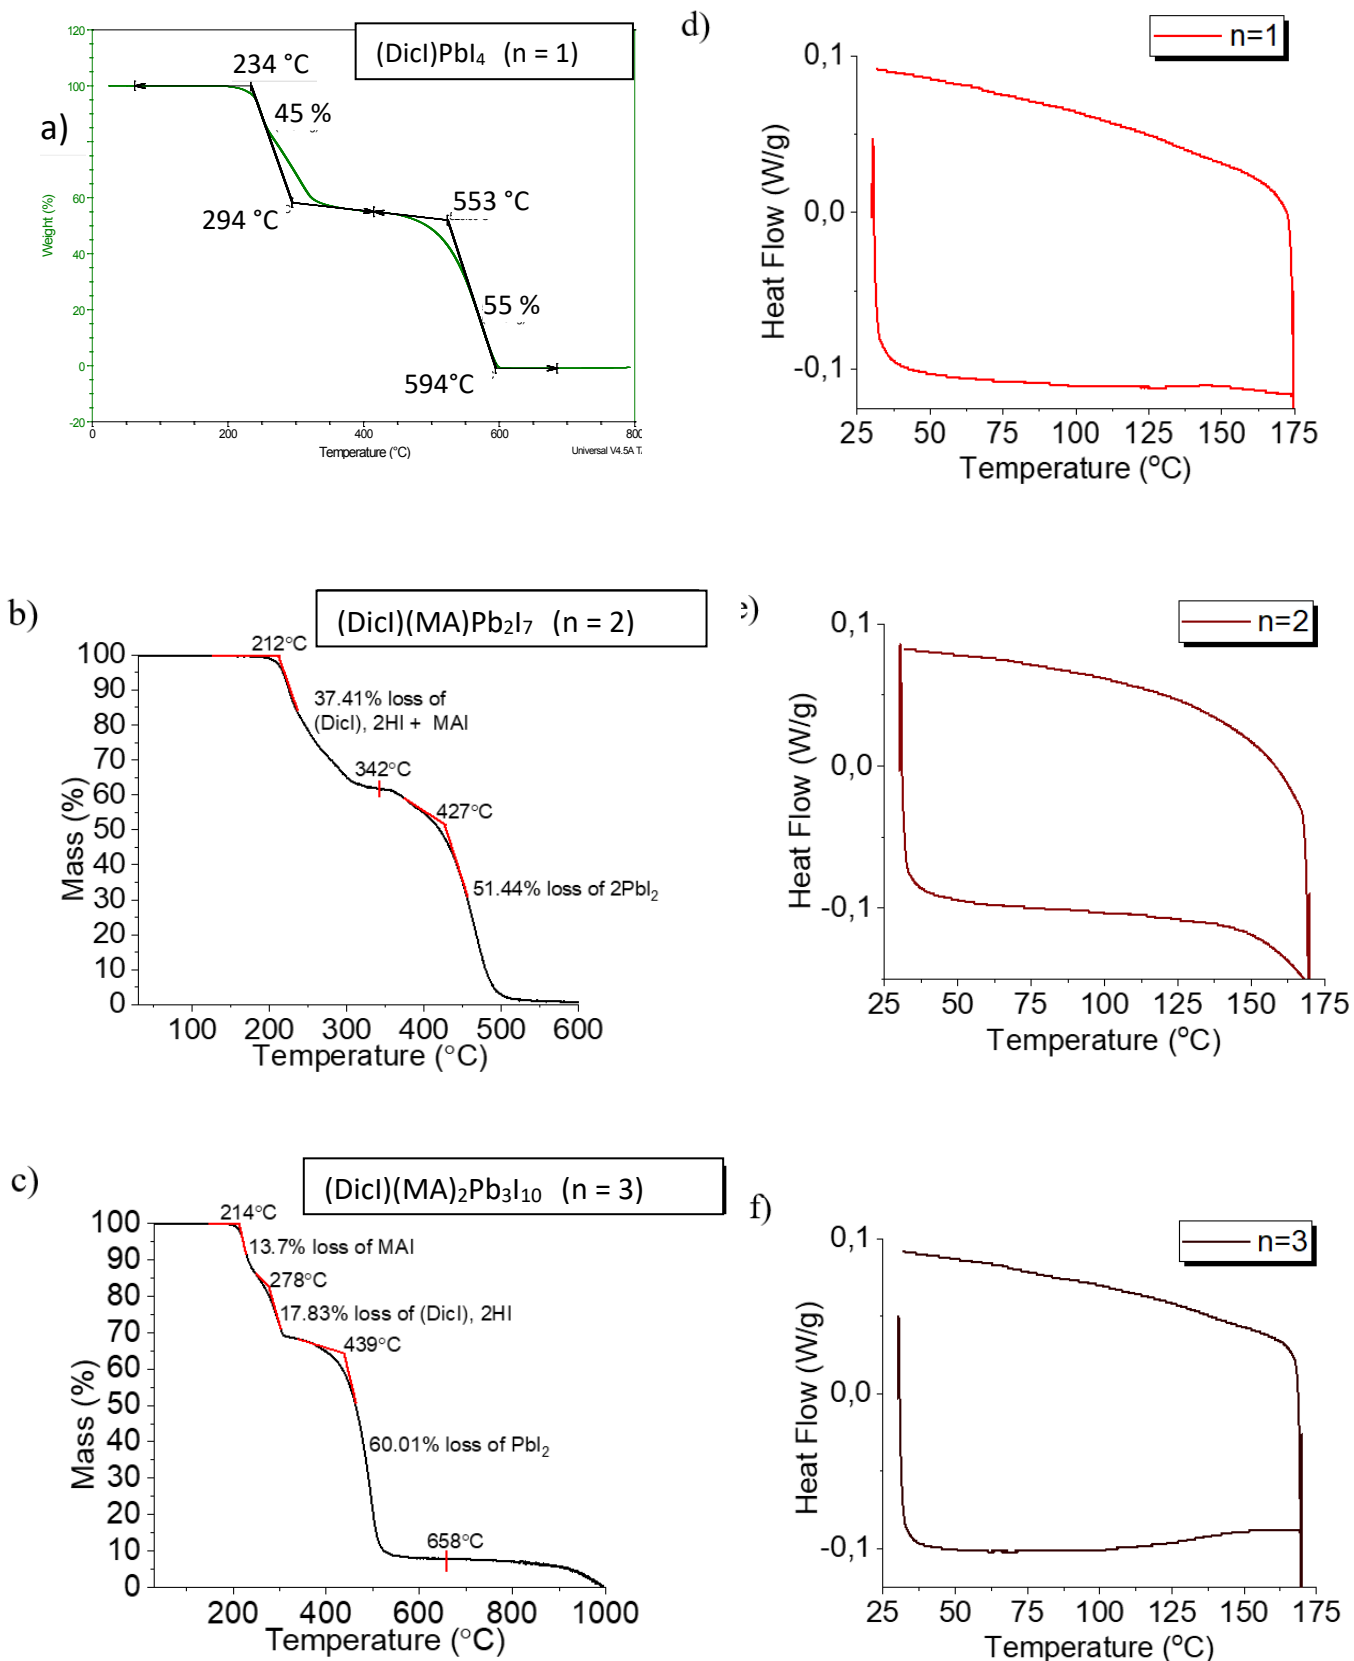 a)
(DicI)PbI₄ (n = 1)
120
100
80
60
40
20
0
-20
Weight (%)
234 °C
45 %
294 °C
553 °C
55 %
594°C
0
200
400
600
800
Temperature (°C)
Universal V4.5A T
d)
n=1
0,1
0,0
-0,1
Heat Flow (W/g)
25 50 75 100 125 150 175
Temperature (ºC)
b)
(DicI)(MA)Pb₂I₇ (n = 2)
100
90
80
70
60
50
40
30
20
10
0
Mass (%)
212°C
37.41% loss of
(DicI), 2HI + MAI
342°C
427°C
51.44% loss of 2PbI₂
100 200 300 400 500 600
Temperature (°C)
e)
n=2
0,1
0,0
-0,1
Heat Flow (W/g)
25 50 75 100 125 150 175
Temperature (ºC)
c)
(DicI)(MA)₂Pb₃I₁₀ (n = 3)
100
90
80
70
60
50
40
30
20
10
0
Mass (%)
214°C
13.7% loss of MAI
278°C
17.83% loss of (DicI), 2HI
439°C
60.01% loss of PbI₂
658°C
200 400 600 800 1000
Temperature (°C)
f)
n=3
0,1
0,0
-0,1
Heat Flow (W/g)
25 50 75 100 125 150 175
Temperature (ºC)